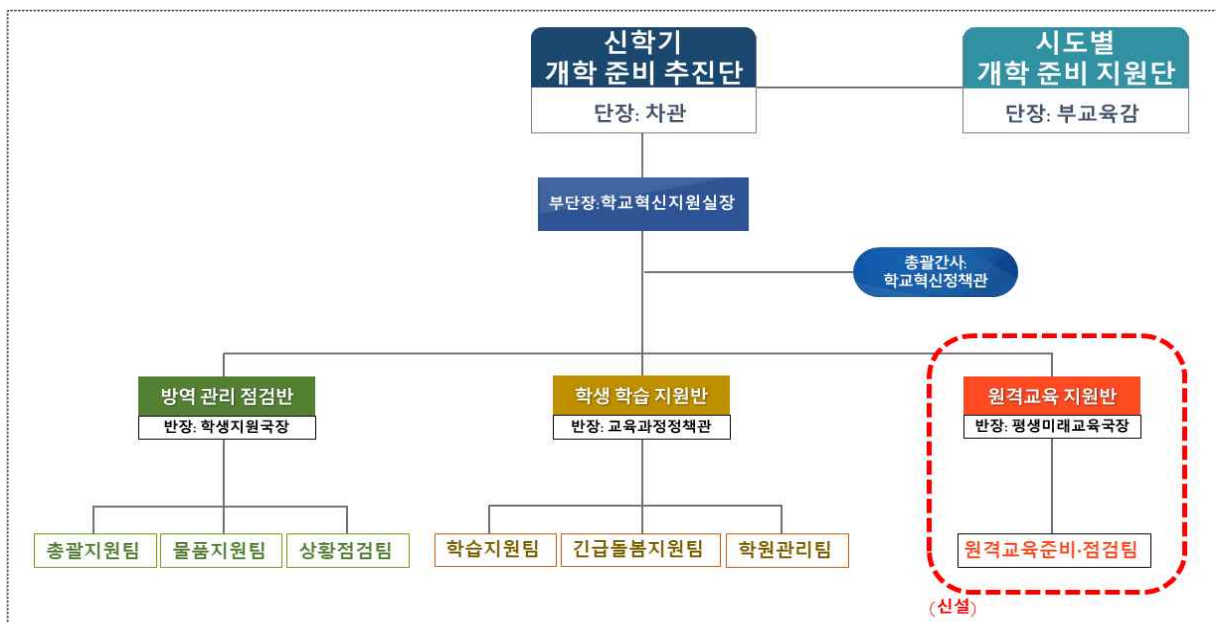 신학기
개학 준비 추진단
단장: 차관
시도별
개학 준비 지원단
단장: 부교육감
부단장:학교혁신지원실장
총괄간사:
학교혁신정책관
방역 관리 점검반
반장: 학생지원국장
학생 학습 지원반
반장: 교육과정정책관
원격교육 지원반
반장: 평생미래교육국장
총괄지원팀
물품지원팀
상황점검팀
학습지원팀
긴급돌봄지원팀
학원관리팀
원격교육준비·점검팀
(신설)